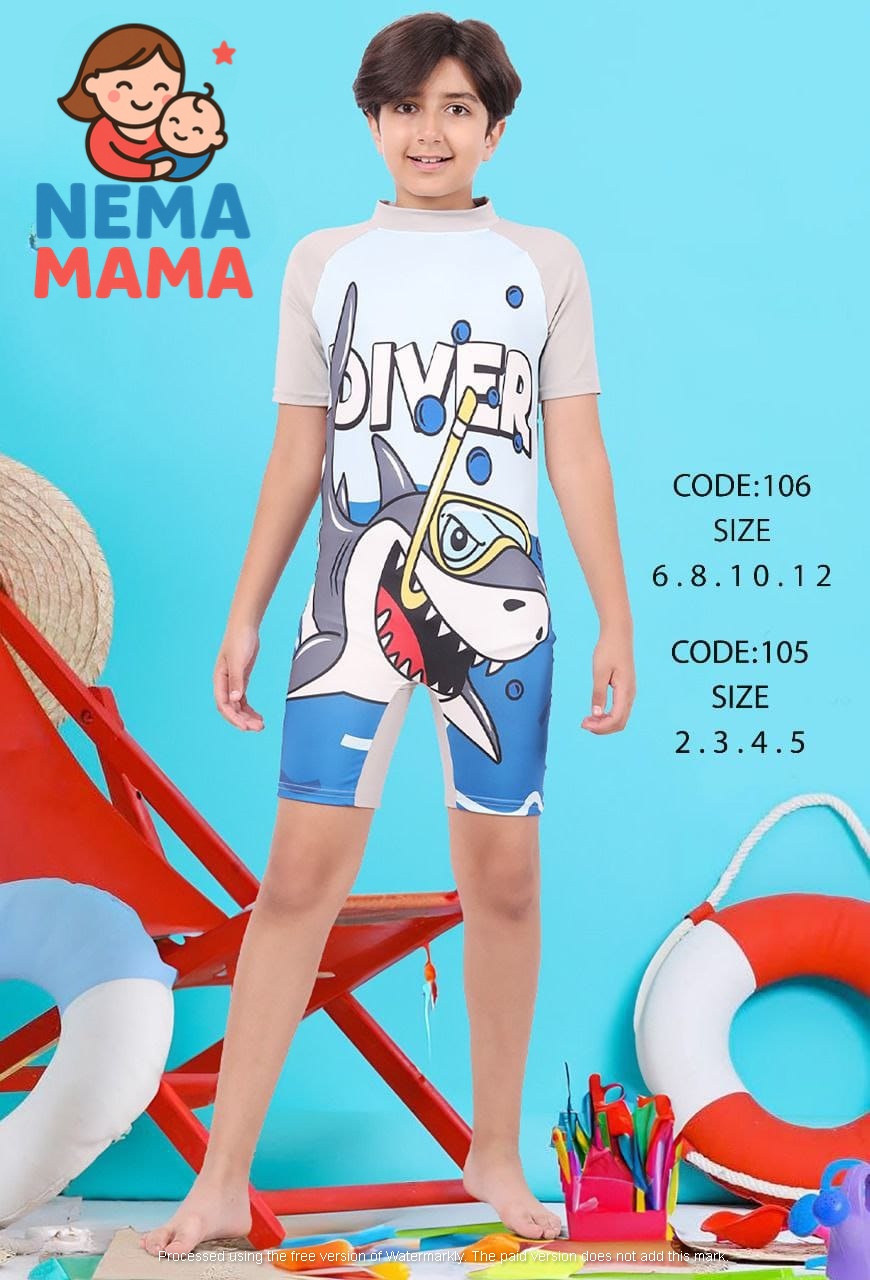 NEMA
MAMA
DIVER
CODE:106
SIZE
6.8.10.12
CODE:105
SIZE
2.3.4.5
Processed using the free version of Watermarkly. The paid version does not add this mark.